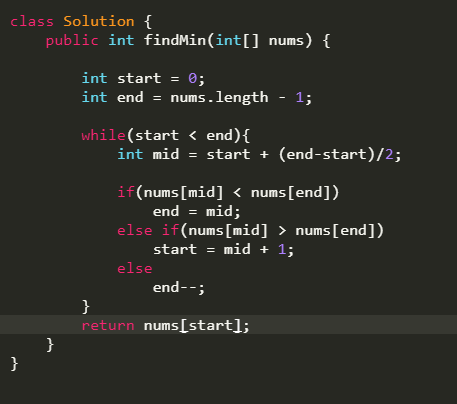 class Solution {
    public int findMin(int[] nums) {

        int start = 0;
        int end = nums.length - 1;

        while(start < end){
            int mid = start + (end-start)/2;

            if(nums[mid] < nums[end])
                end = mid;
            else if(nums[mid] > nums[end])
                start = mid + 1;
            else
                end--;
        }
        return nums[start];
    }
}